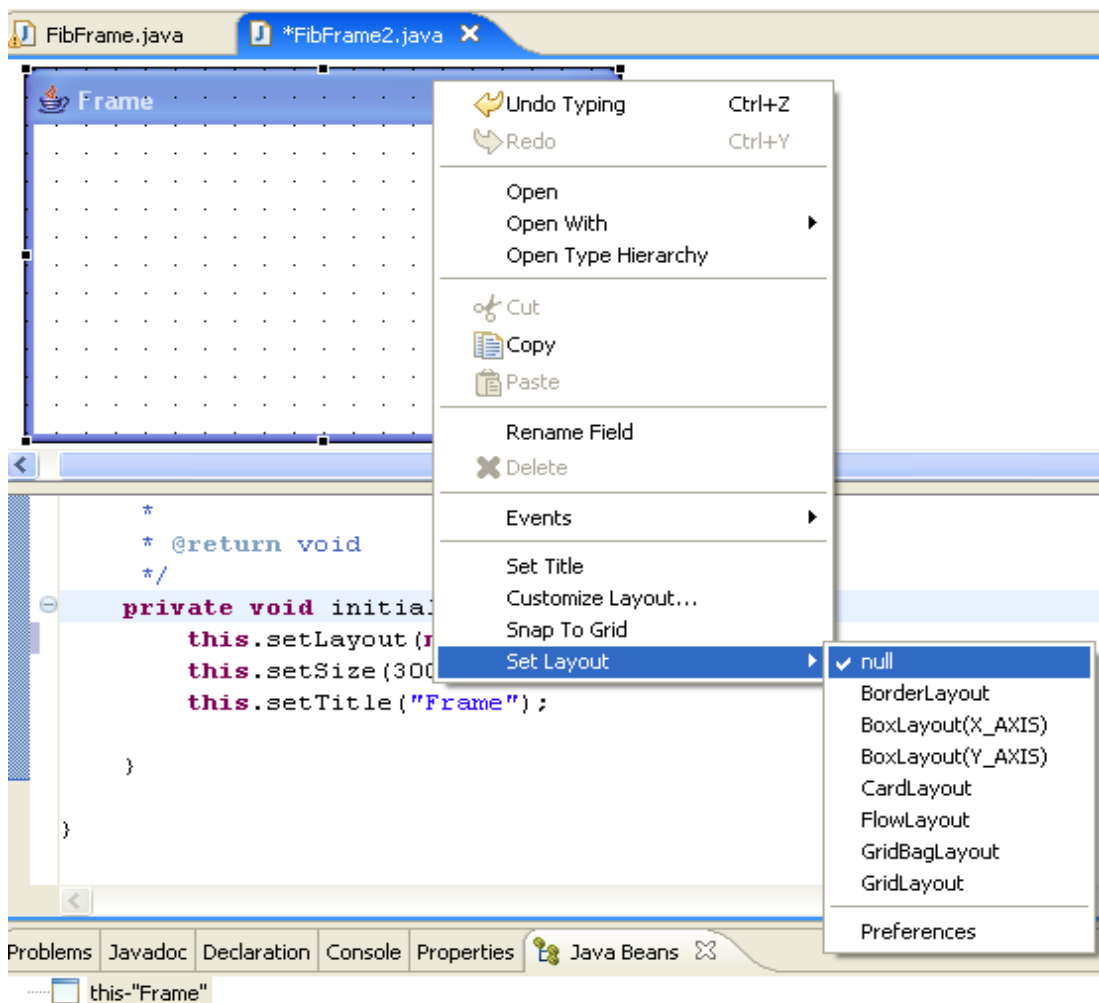 FibFrame.java
*FibFrame2.java
Frame
Undo Typing Ctrl+Z
Redo Ctrl+Y
Open
Open With
Open Type Hierarchy
Cut
Copy
Paste
Rename Field
Delete
Events
Set Title
Customize Layout...
Snap To Grid
Set Layout
null
BorderLayout
BoxLayout(X_AXIS)
BoxLayout(Y_AXIS)
CardLayout
FlowLayout
GridBagLayout
GridLayout
Preferences
*
* @return void
*/
private void initial
this.setLayout(n
this.setSize(300
this.setTitle("Frame");
}
}
Problems Javadoc Declaration Console Properties Java Beans
this-"Frame"